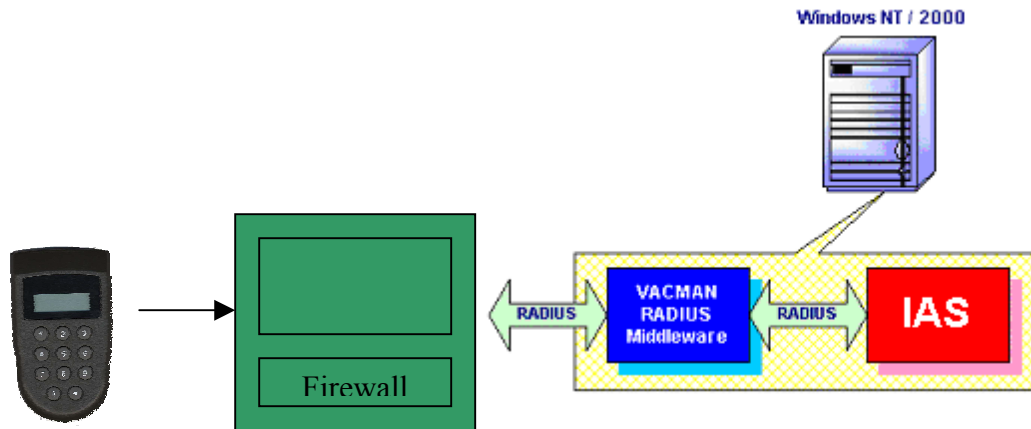 Windows NT / 2000
Firewall
RADIUS
VACMAN
RADIUS
Middleware
RADIUS
IAS